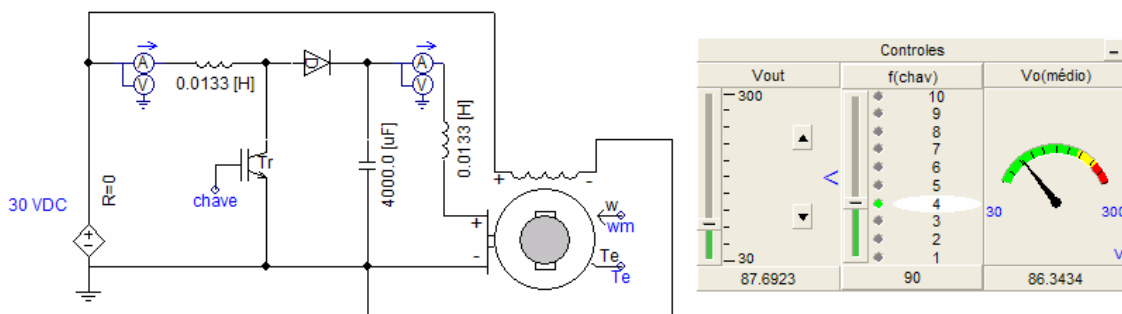 A
V
0.0133 [H]
D
A
V
0.0133 [H]
Tr
chave
4000.0 [uF]
30 VDC
R=0
+
-
+
-
+
-
w
wm
Te
Te
Controles
Vout
f(chav)
Vo(médio)
300
30
<
10
9
8
7
6
5
4
3
2
1
30
300
V
87.6923
90
86.3434